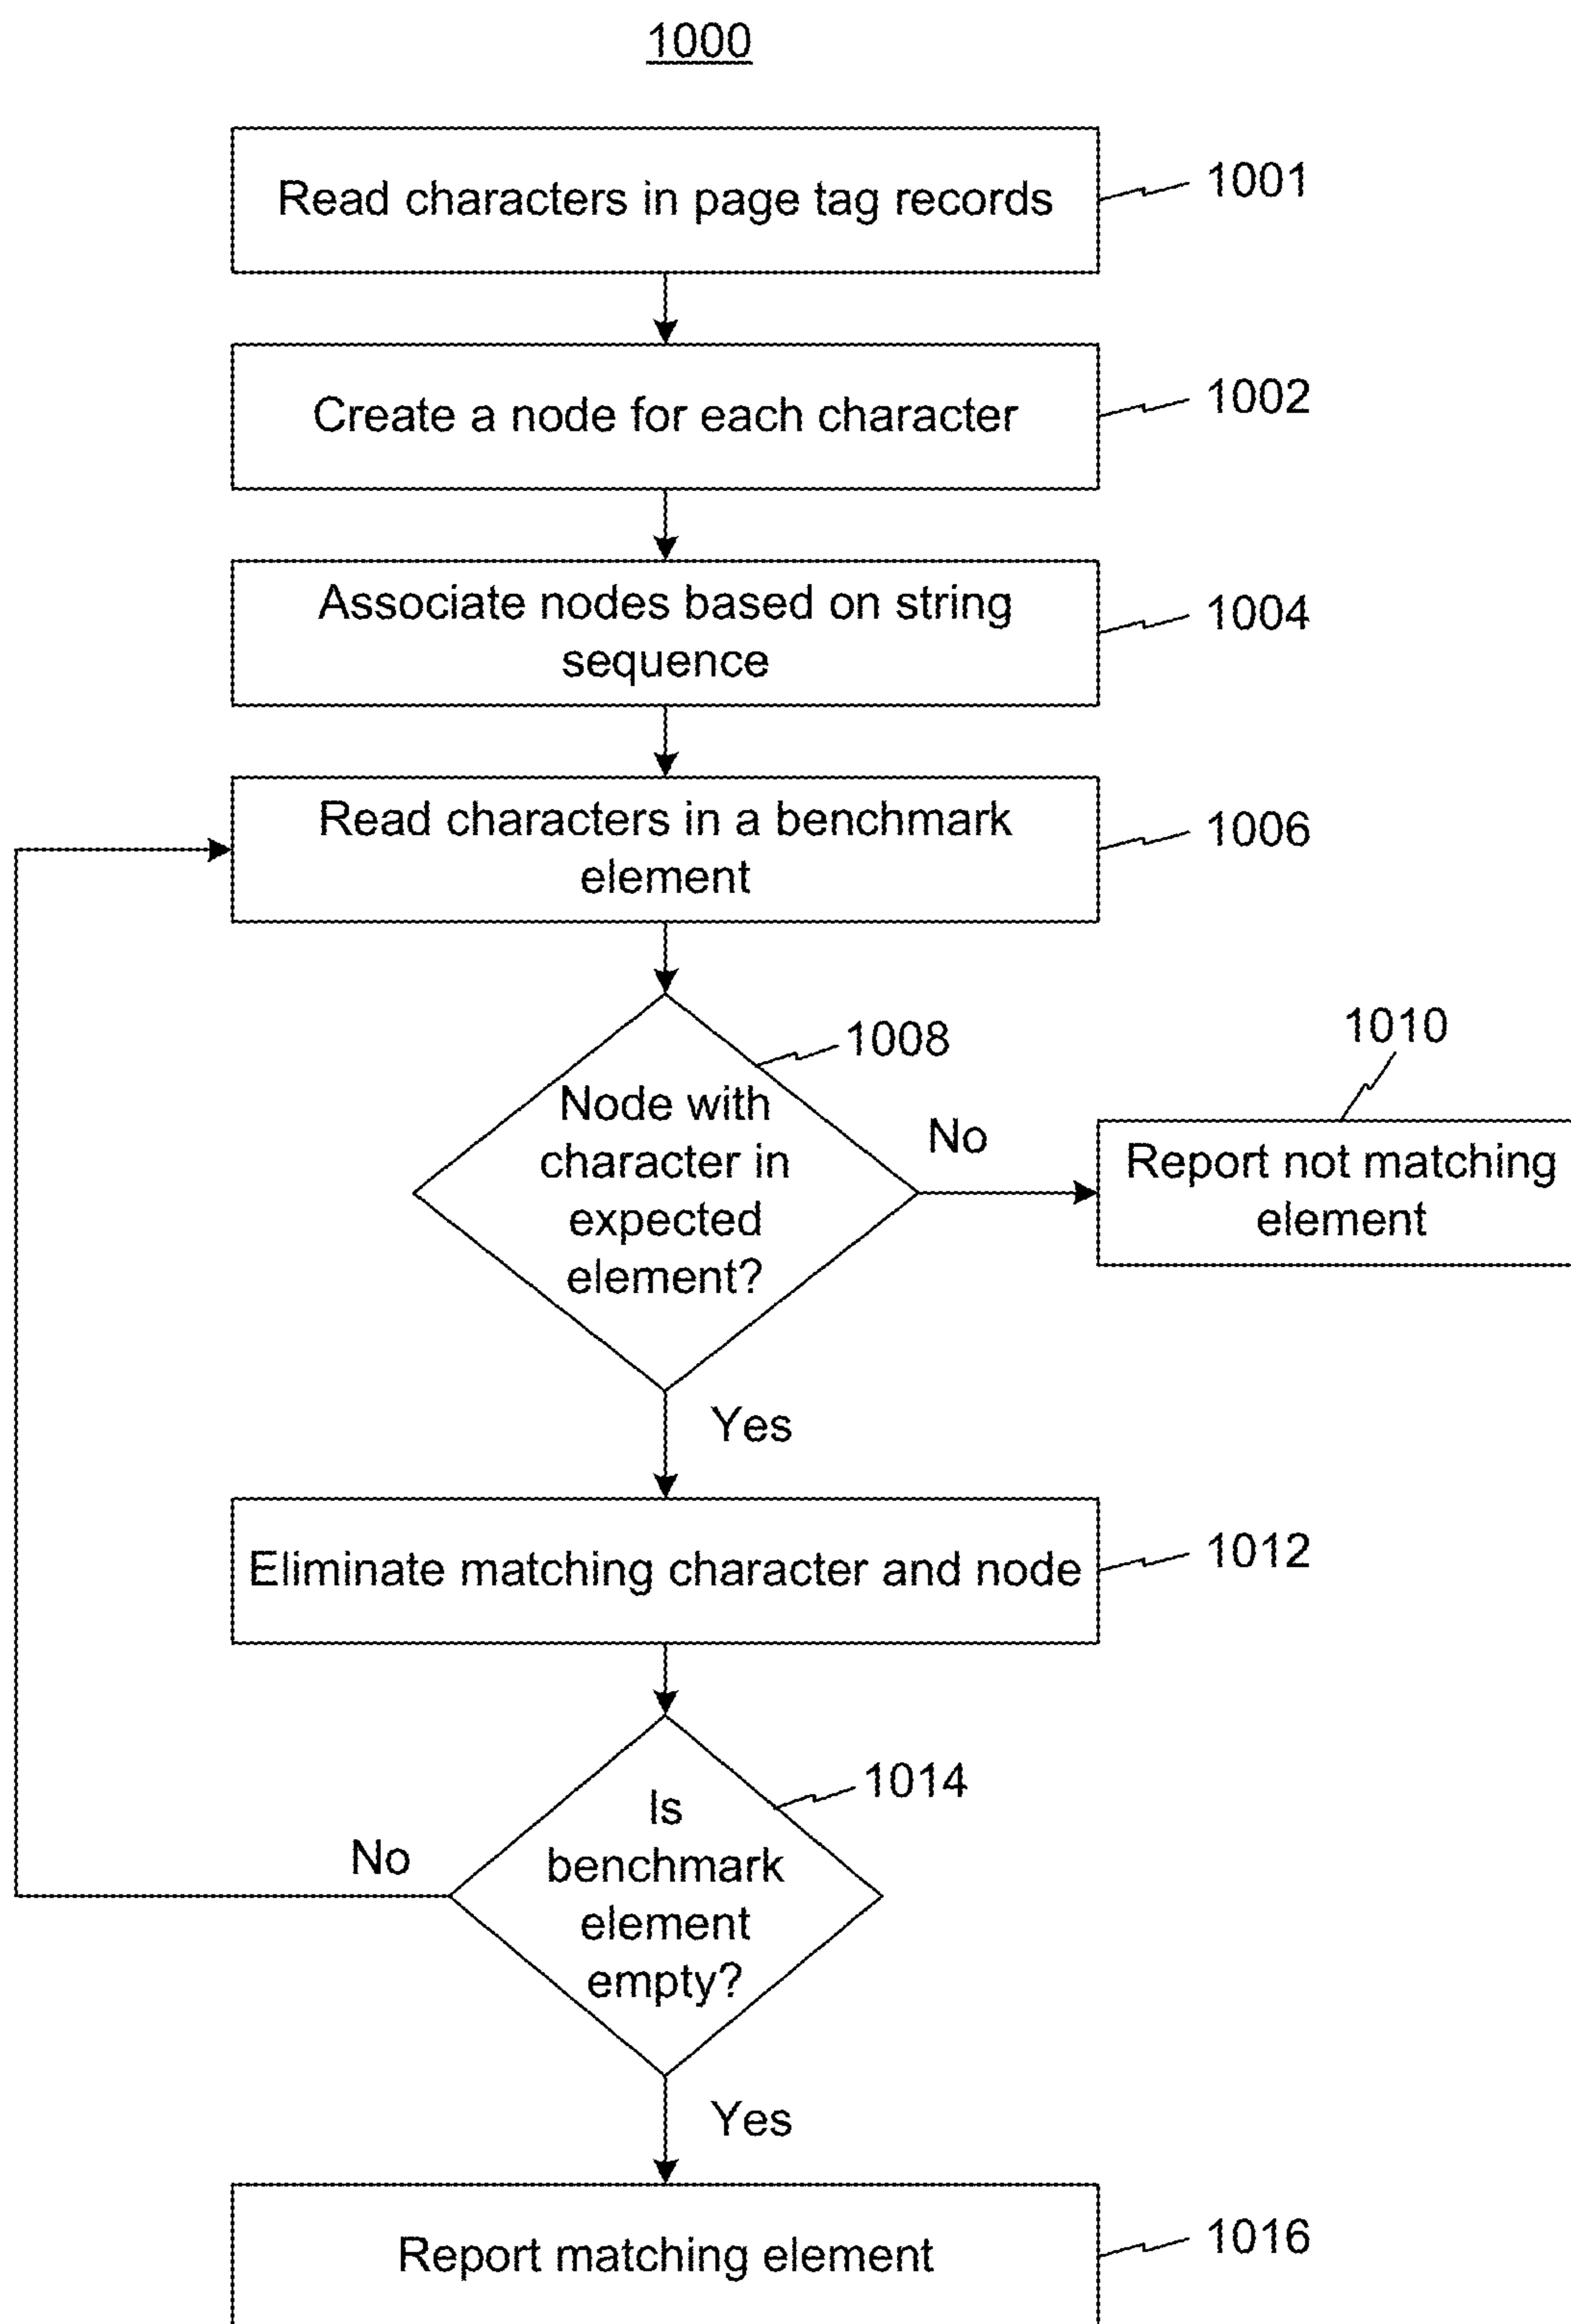 1000
Read characters in page tag records
1001
Create a node for each character
1002
Associate nodes based on string
sequence
1004
Read characters in a benchmark
element
1006
1008
Node with
character in
expected
element?
No
1010
Report not matching
element
Yes
Eliminate matching character and node
1012
1014
Is
benchmark
element
empty?
No
Yes
Report matching element
1016